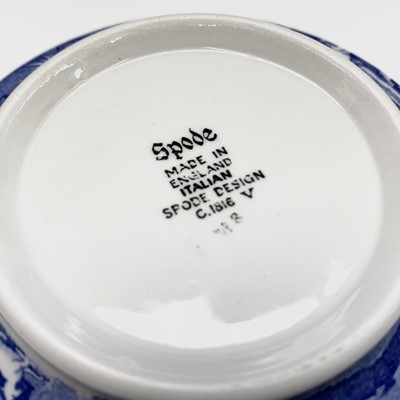 Spode
MADE IN
ENGLAND
ITALIAN
SPODE DESIGN
C.1816 V